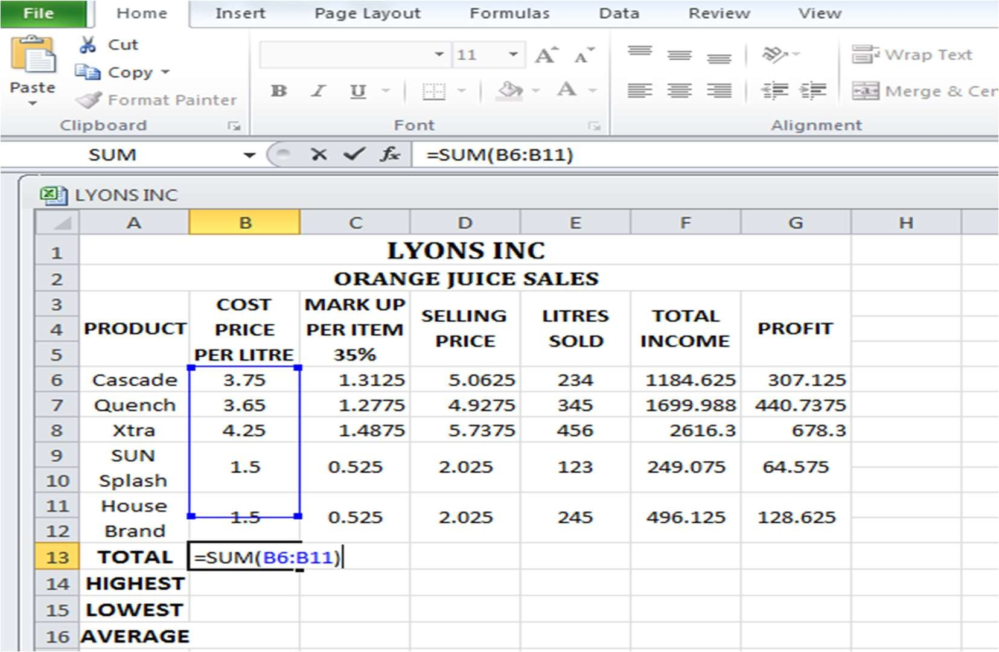 File Home Insert Page Layout Formulas Data Review View
Cut
Copy
Paste
Format Painter
Clipboard
11 A A
B I U A
Font
Wrap Text
Merge & Cen
Alignment
SUM fx =SUM(B6:B11)
LYONS INC
A B C D E F G H
1 LYONS INC
2 ORANGE JUICE SALES
3 COST MARK UP
4 PRODUCT PRICE PER ITEM SELLING PRICE LITRES SOLD TOTAL INCOME PROFIT
5 PER LITRE 35%
6 Cascade 3.75 1.3125 5.0625 234 1184.625 307.125
7 Quench 3.65 1.2775 4.9275 345 1699.988 440.7375
8 Xtra 4.25 1.4875 5.7375 456 2616.3 678.3
9 SUN
10 Splash 1.5 0.525 2.025 123 249.075 64.575
11 House
12 Brand 1.5 0.525 2.025 245 496.125 128.625
13 TOTAL =SUM(B6:B11)
14 HIGHEST
15 LOWEST
16 AVERAGE